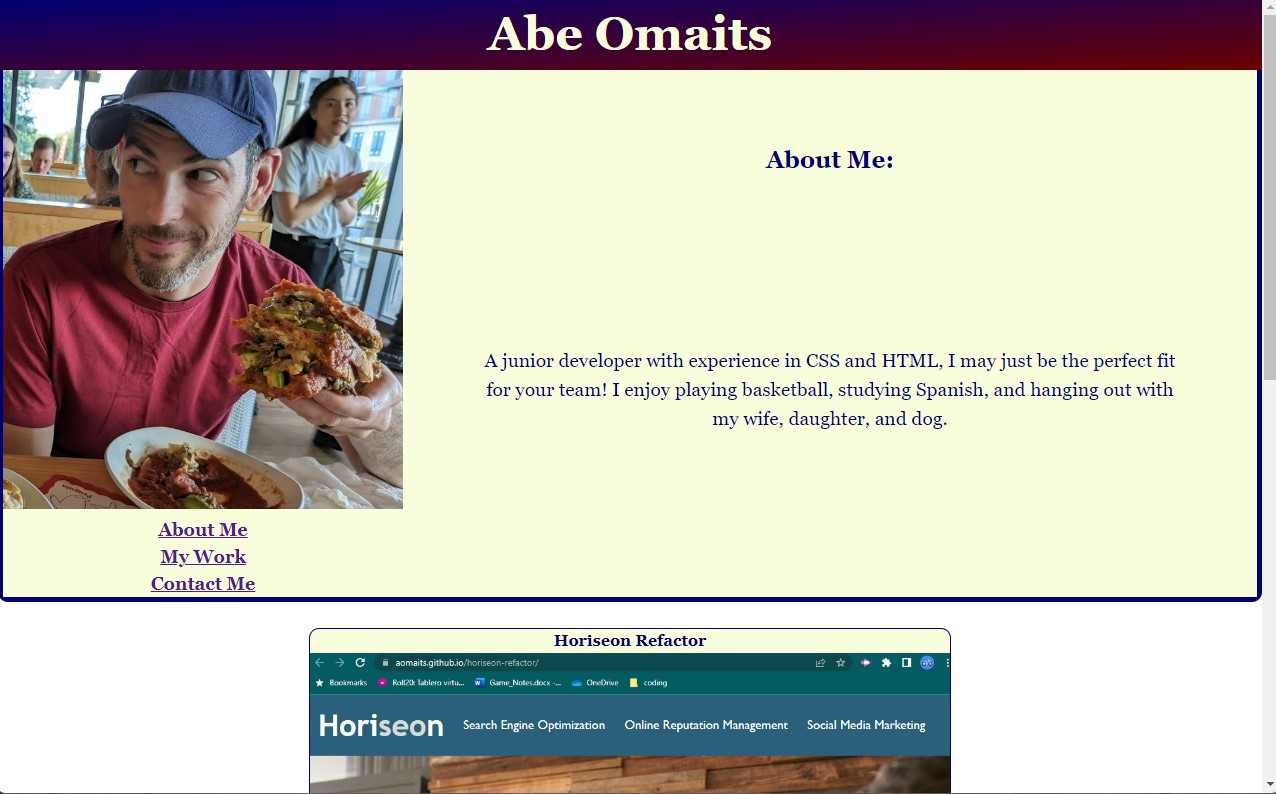 Abe Omaits
About Me:
A junior developer with experience in CSS and HTML, I may just be the perfect fit
for your team! I enjoy playing basketball, studying Spanish, and hanging out with
my wife, daughter, and dog.
About Me
My Work
Contact Me
Horiseon Refactor
aomaits.github.io/horiseon-refactor/
Bookmarks Roll20: Tablero virtu... Game_Notes.docx -... OneDrive coding
Horiseon Search Engine Optimization Online Reputation Management Social Media Marketing